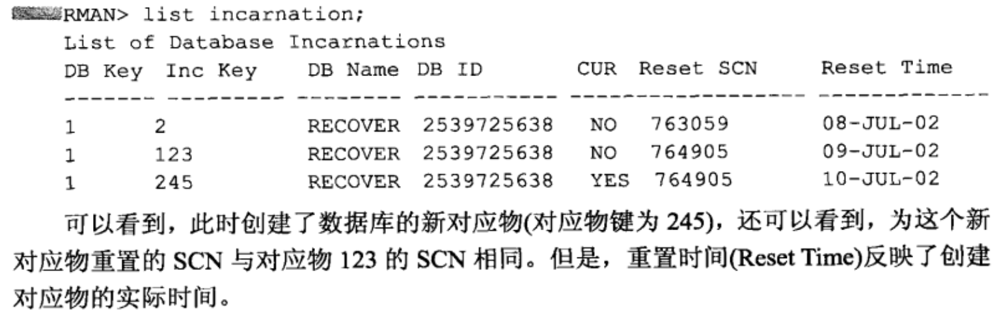 RMAN> list incarnation;
List of Database Incarnations
DB Key Inc Key DB Name DB ID CUR Reset SCN Reset Time
------- --------- -------- ----------- ------------------ -------------
1 2 RECOVER 2539725638 NO 763059 08-JUL-02
1 123 RECOVER 2539725638 NO 764905 09-JUL-02
1 245 RECOVER 2539725638 YES 764905 10-JUL-02
可以看到，此时创建了数据库的新对应物(对应物键为 245)，还可以看到，为这个新
对应物重置的 SCN 与对应物 123 的 SCN 相同。但是，重置时间(Reset Time)反映了创建
对应物的实际时间。